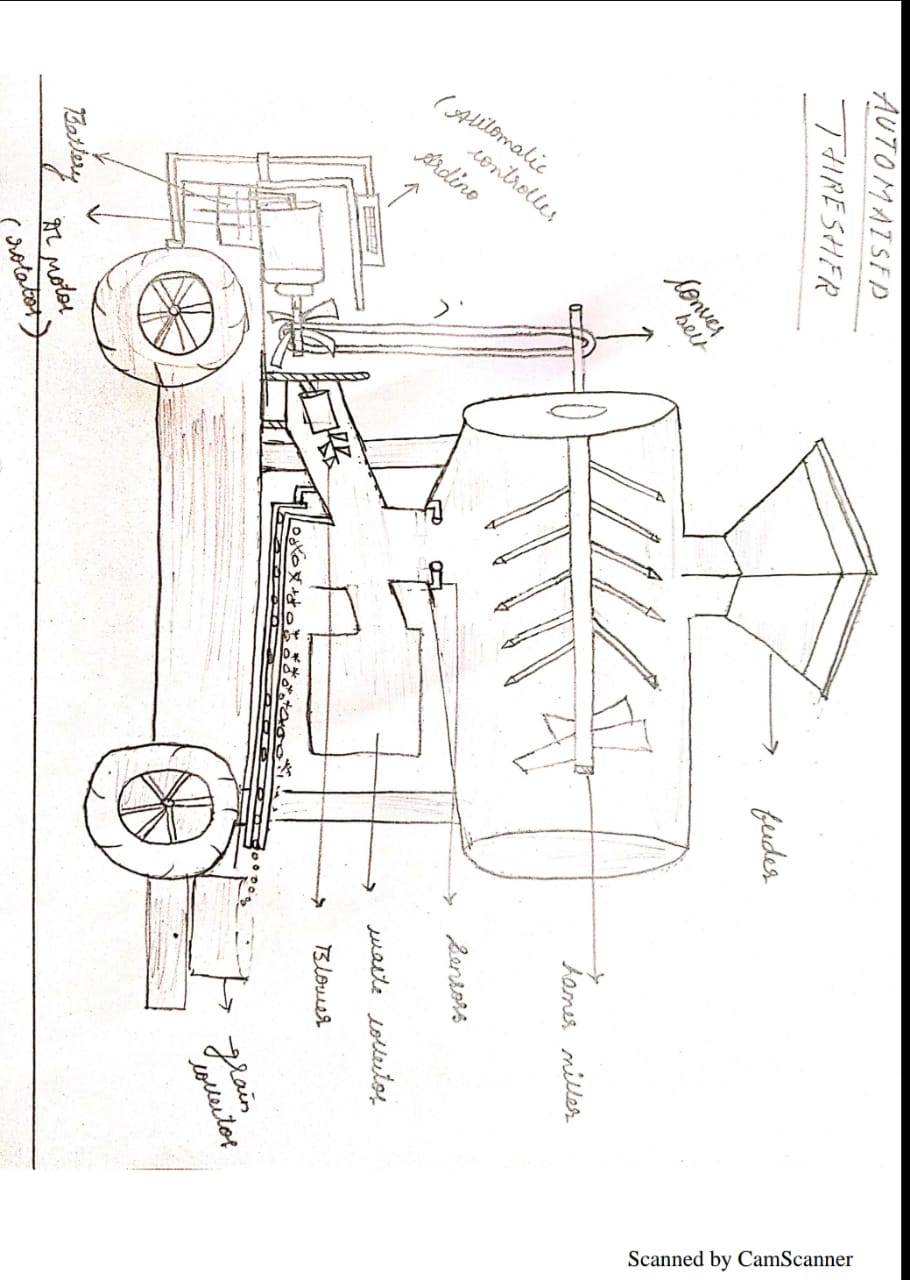 AUTOMATSED
THRESHER
feeder
Conver
belt
hamer miller
(Automatic
controller
Ardino
Sensors
waste collector
Blower
grain
collector
Battery
DC Motor
(rotator)
Scanned by CamScanner